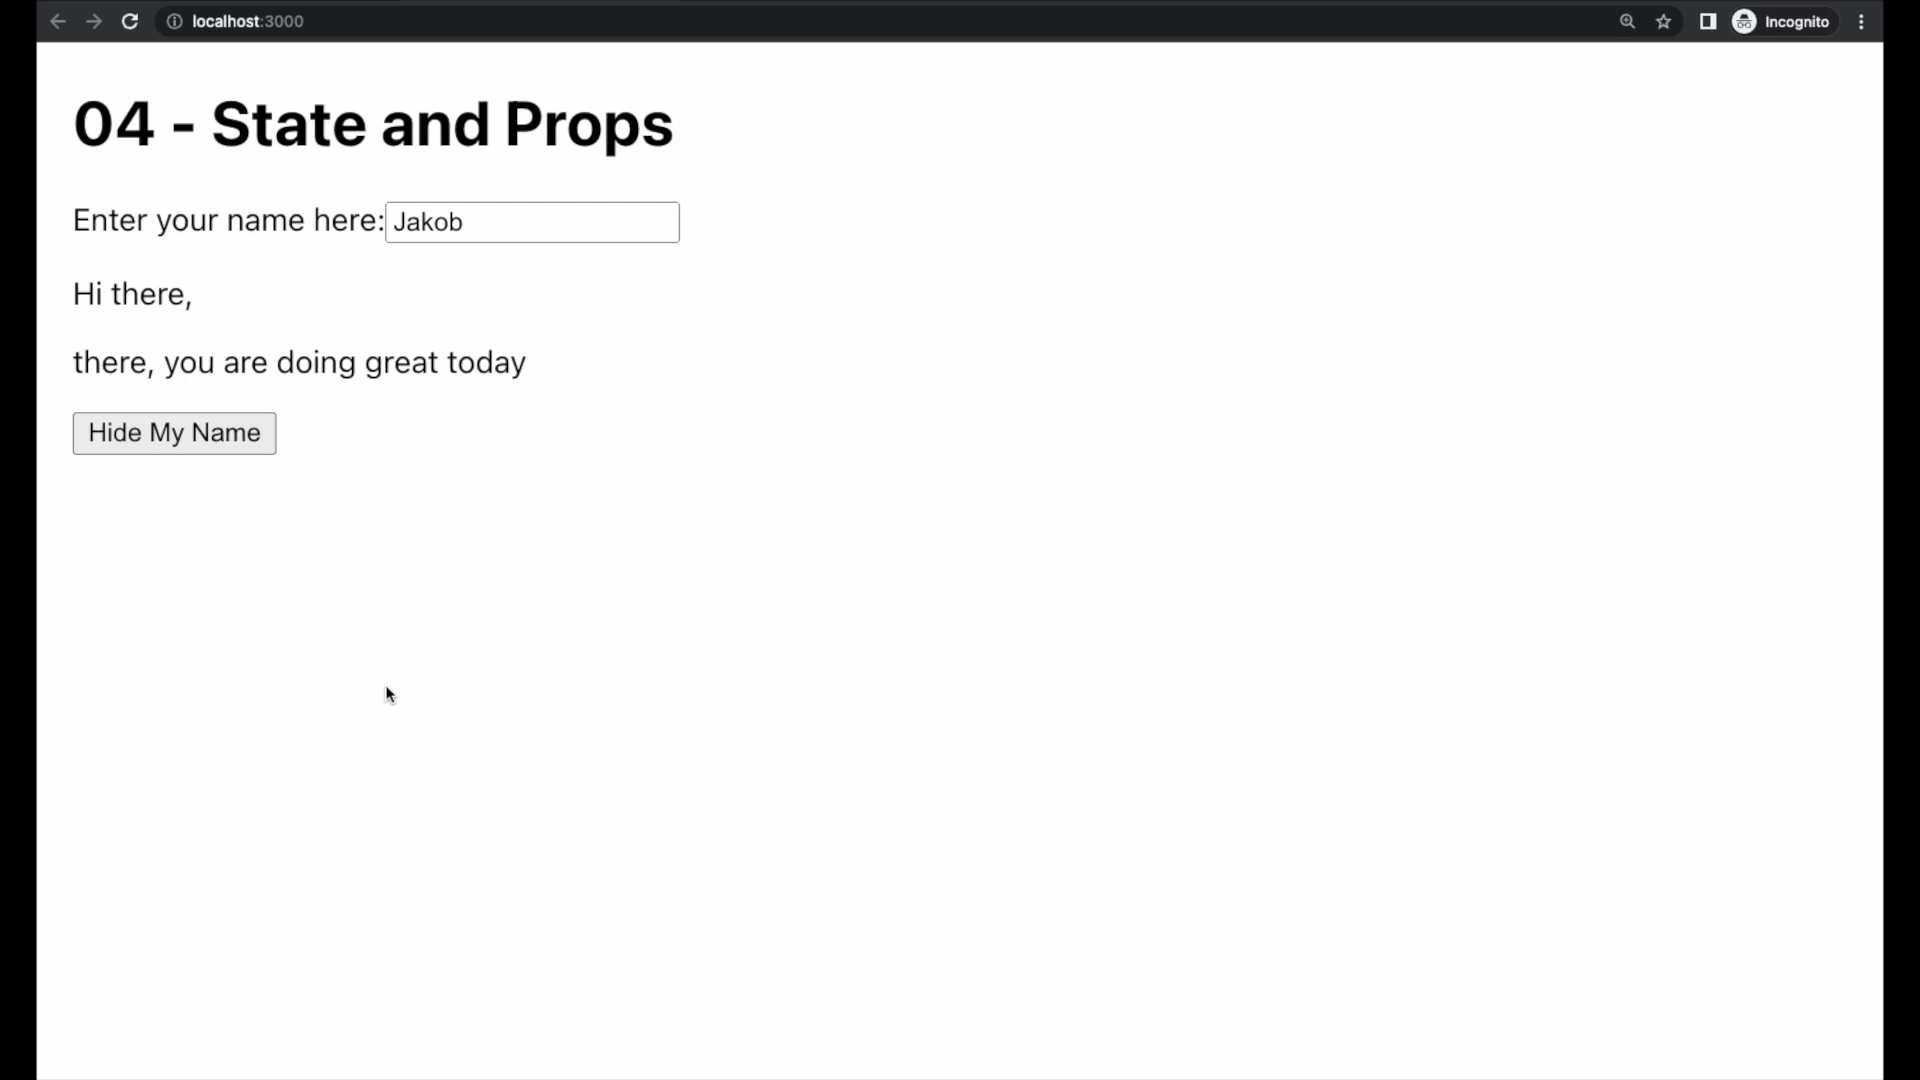 localhost:3000
Incognito
04 - State and Props
Enter your name here: Jakob
Hi there,
there, you are doing great today
Hide My Name